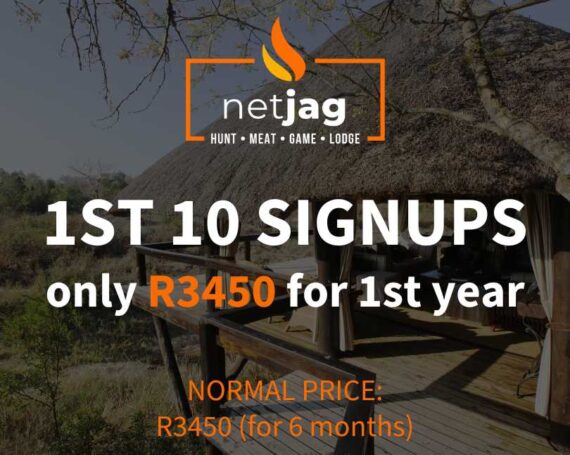 netjag
HUNT • MEAT • GAME • LODGE
1ST 10 SIGNUPS
only R3450 for 1st year
NORMAL PRICE:
R3450 (for 6 months)